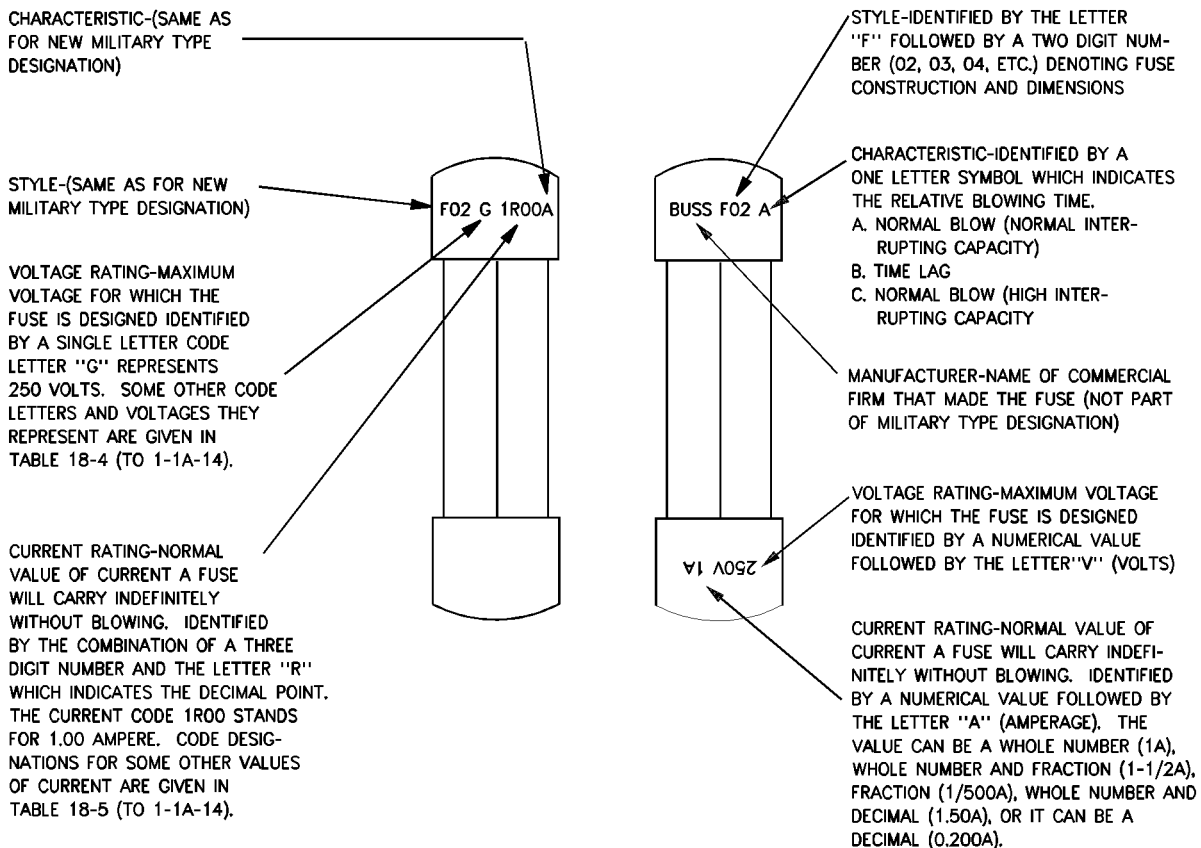 CHARACTERISTIC-(SAME AS
FOR NEW MILITARY TYPE
DESIGNATION)
STYLE-(SAME AS FOR NEW
MILITARY TYPE DESIGNATION)
VOLTAGE RATING-MAXIMUM
VOLTAGE FOR WHICH THE
FUSE IS DESIGNED IDENTIFIED
BY A SINGLE LETTER CODE
LETTER "G" REPRESENTS
250 VOLTS. SOME OTHER CODE
LETTERS AND VOLTAGES THEY
REPRESENT ARE GIVEN IN
TABLE 18-4 (TO 1-1A-14).
CURRENT RATING-NORMAL
VALUE OF CURRENT A FUSE
WILL CARRY INDEFINITELY
WITHOUT BLOWING. IDENTIFIED
BY THE COMBINATION OF A THREE
DIGIT NUMBER AND THE LETTER "R"
WHICH INDICATES THE DECIMAL POINT.
THE CURRENT CODE 1R00 STANDS
FOR 1.00 AMPERE. CODE DESIG-
NATIONS FOR SOME OTHER VALUES
OF CURRENT ARE GIVEN IN
TABLE 18-5 (TO 1-1A-14).
F02 G 1R00A
BUSS F02 A
250V 1A
STYLE-IDENTIFIED BY THE LETTER
"F" FOLLOWED BY A TWO DIGIT NUM-
BER (02, 03, 04, ETC.) DENOTING FUSE
CONSTRUCTION AND DIMENSIONS
CHARACTERISTIC-IDENTIFIED BY A
ONE LETTER SYMBOL WHICH INDICATES
THE RELATIVE BLOWING TIME.
A. NORMAL BLOW (NORMAL INTER-
RUPTING CAPACITY)
B. TIME LAG
C. NORMAL BLOW (HIGH INTER-
RUPTING CAPACITY
MANUFACTURER-NAME OF COMMERCIAL
FIRM THAT MADE THE FUSE (NOT PART
OF MILITARY TYPE DESIGNATION)
VOLTAGE RATING-MAXIMUM VOLTAGE
FOR WHICH THE FUSE IS DESIGNED
IDENTIFIED BY A NUMERICAL VALUE
FOLLOWED BY THE LETTER"V" (VOLTS)
CURRENT RATING-NORMAL VALUE OF
CURRENT A FUSE WILL CARRY INDEFI-
NITELY WITHOUT BLOWING. IDENTIFIED
BY A NUMERICAL VALUE FOLLOWED BY
THE LETTER "A" (AMPERAGE). THE
VALUE CAN BE A WHOLE NUMBER (1A),
WHOLE NUMBER AND FRACTION (1-1/2A),
FRACTION (1/500A), WHOLE NUMBER AND
DECIMAL (1.50A), OR IT CAN BE A
DECIMAL (0.200A).